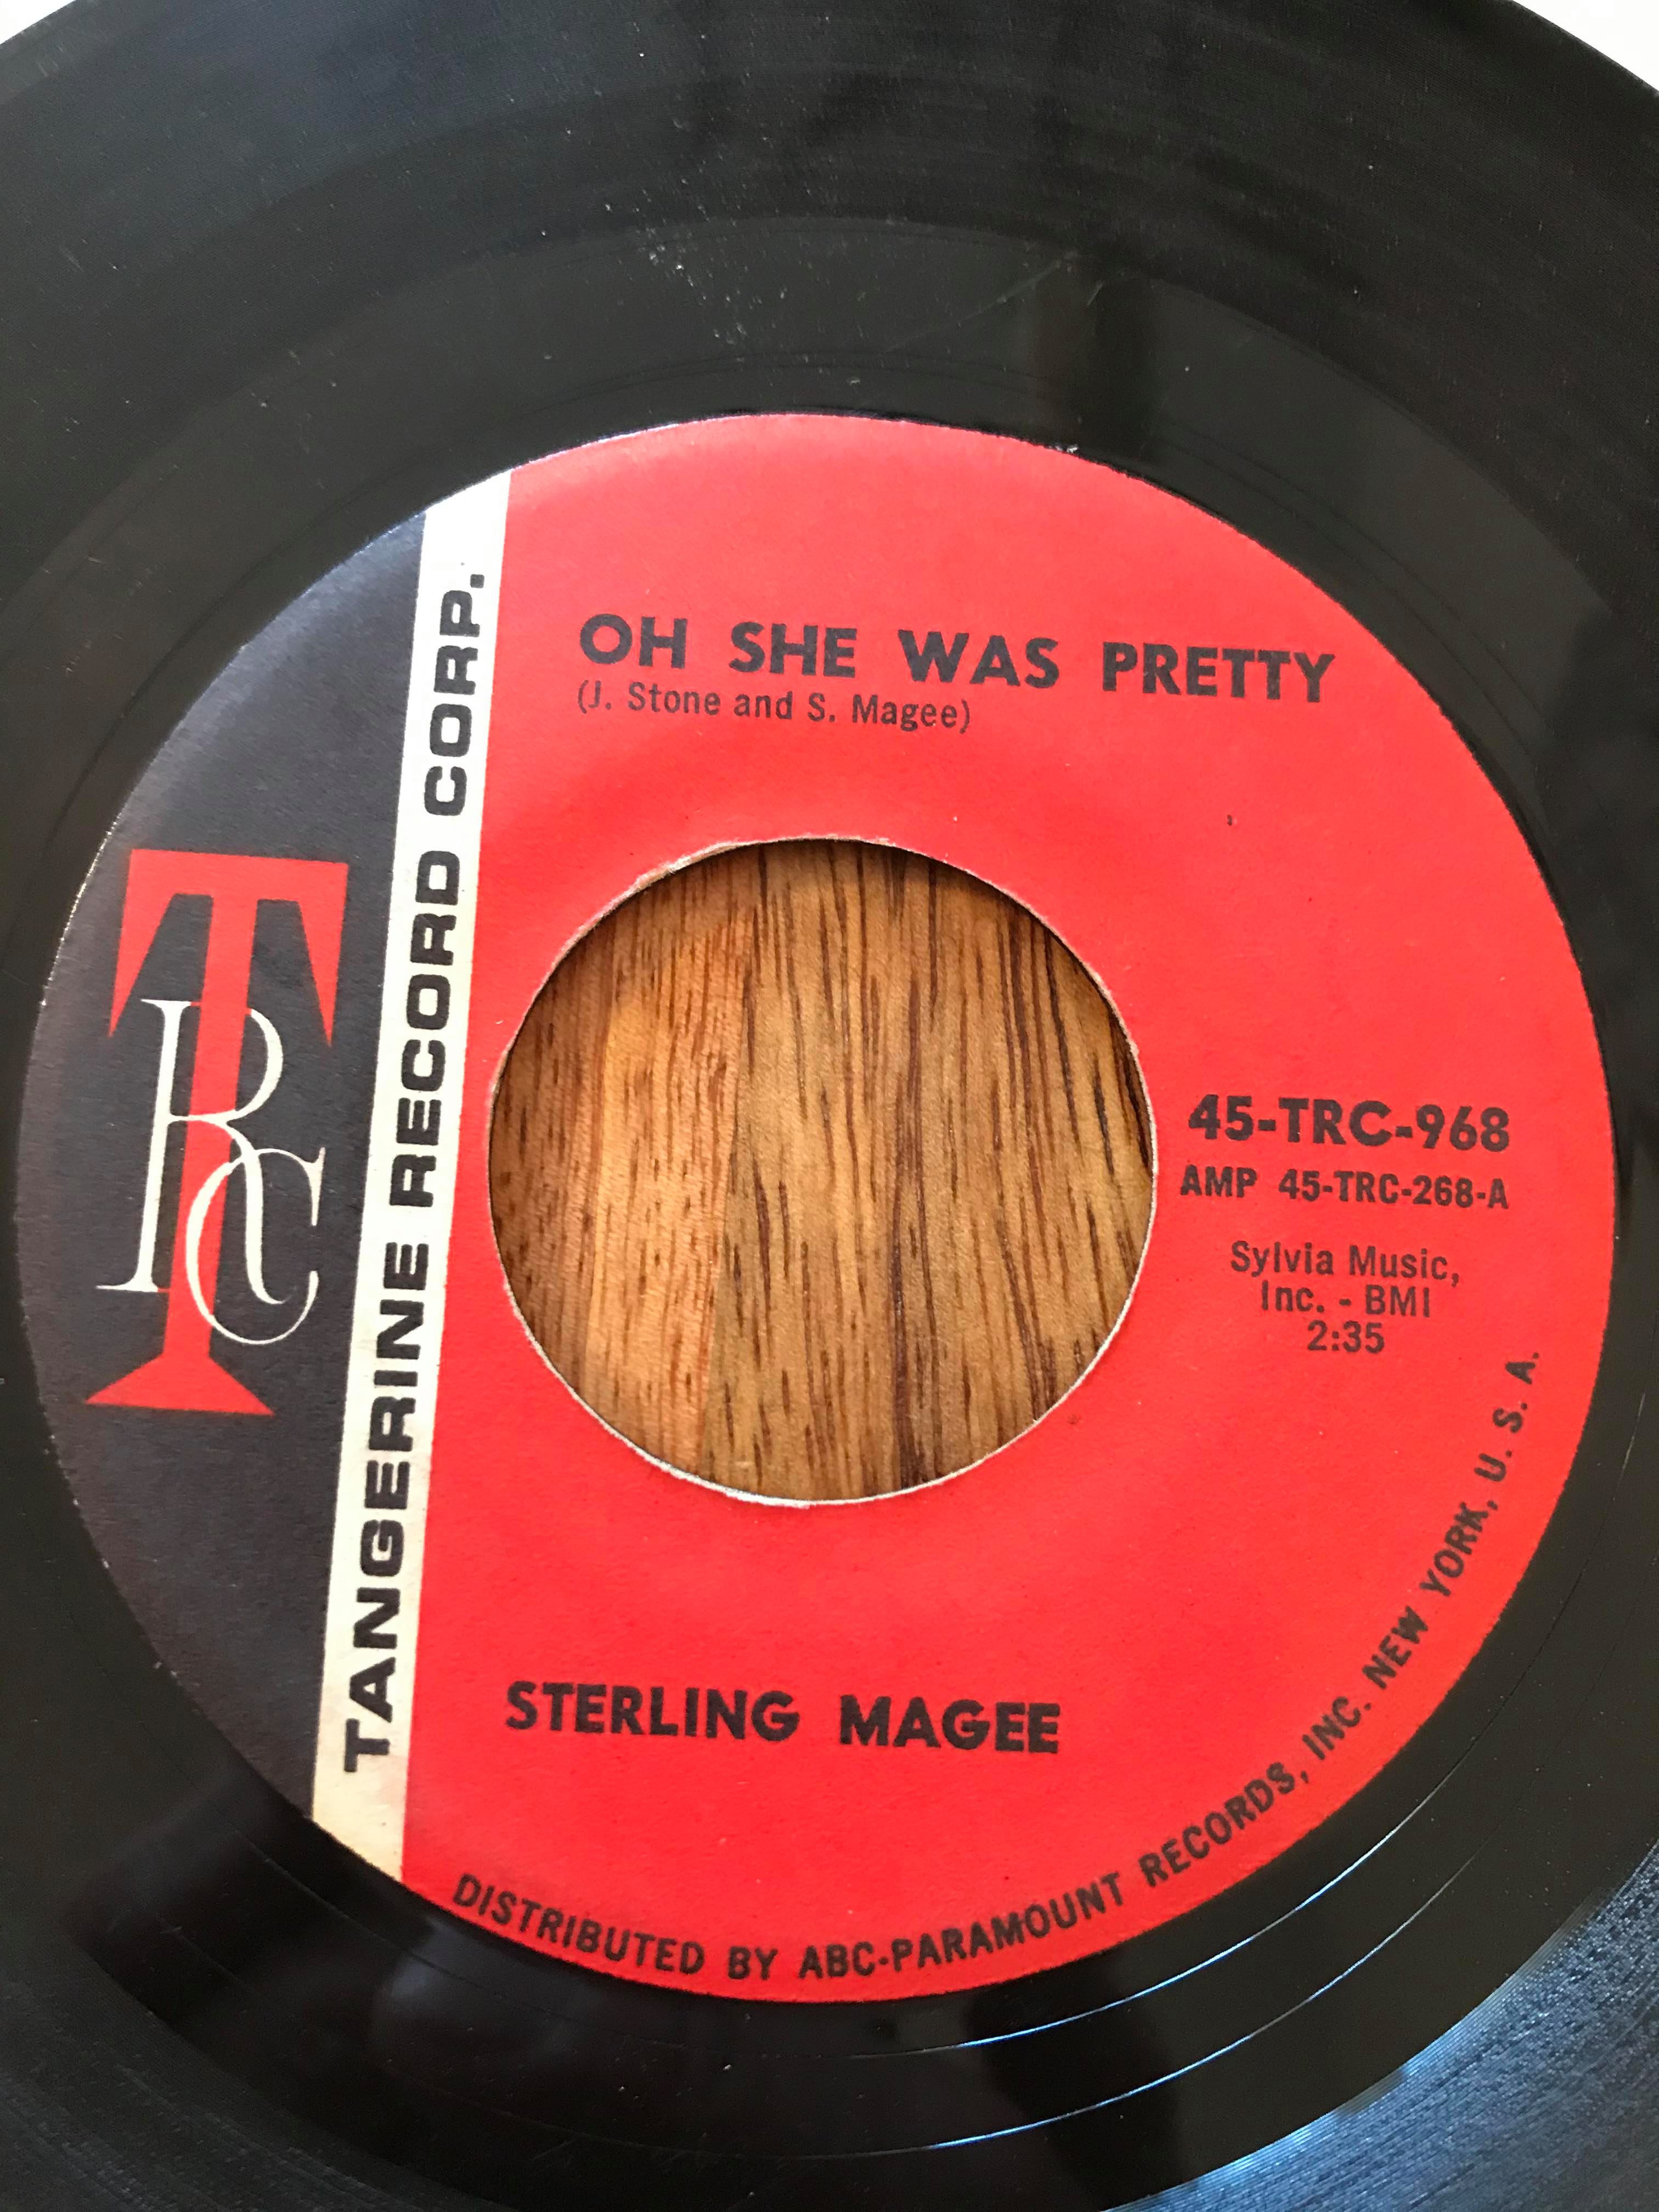 OH SHE WAS PRETTY
(J. Stone and S. Magee)
TRC
TANGERINE RECORD CORP.
45-TRC-968
AMP 45-TRC-268-A
Sylvia Music,
Inc. - BMI
2:35
STERLING MAGEE
DISTRIBUTED BY ABC-PARAMOUNT RECORDS, INC. NEW YORK, U. S. A.